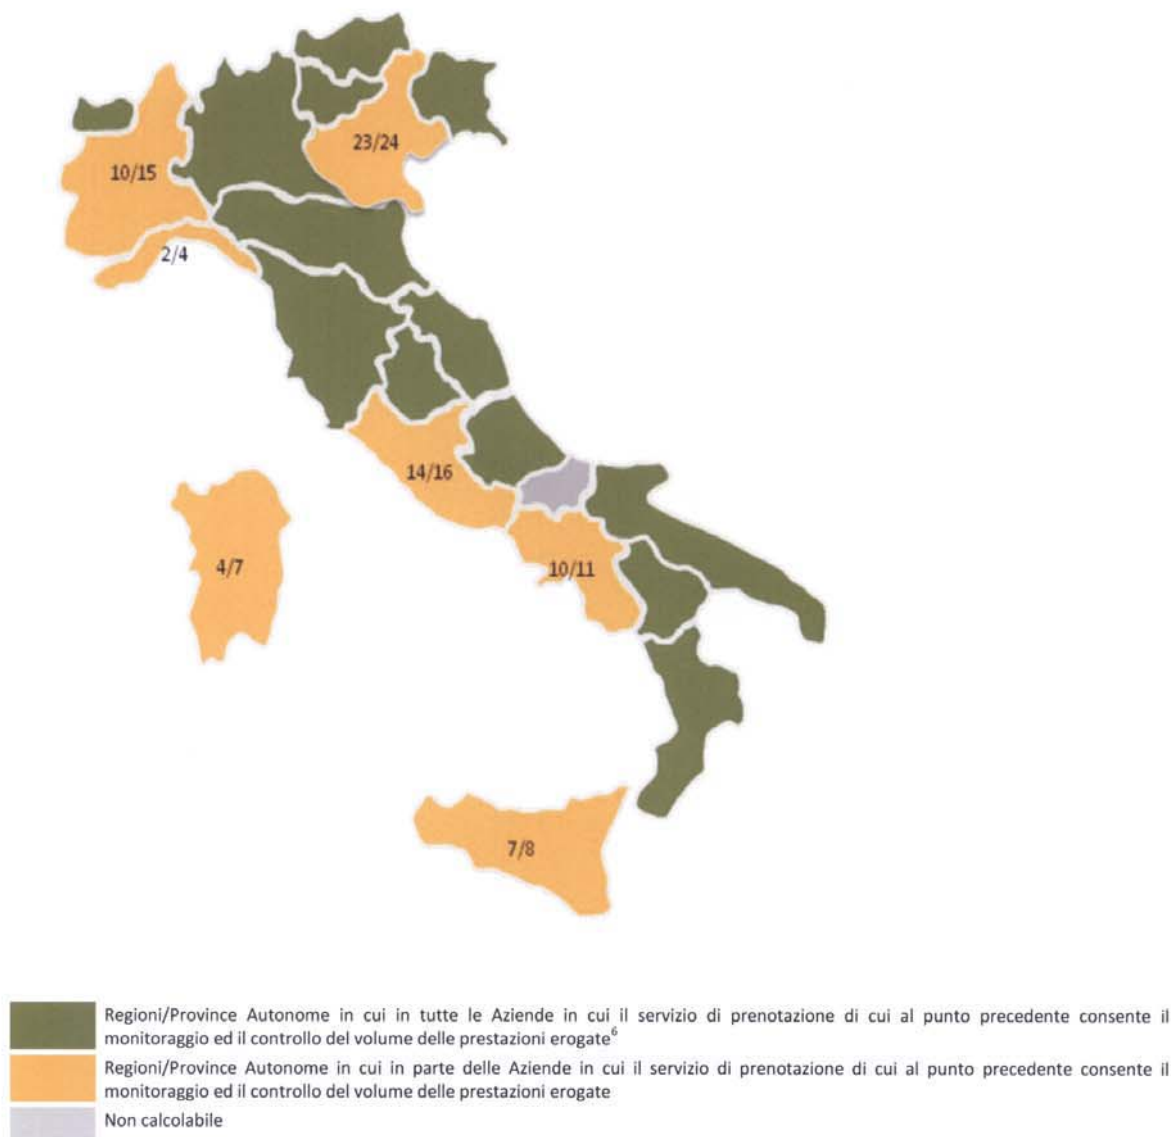 23/24
10/15
2/4
14/16
4/7
10/11
7/8
Regioni/Province Autonome in cui in tutte le Aziende in cui il servizio di prenotazione di cui al punto precedente consente il
monitoraggio ed il controllo del volume delle prestazioni erogate⁶
Regioni/Province Autonome in cui in parte delle Aziende in cui il servizio di prenotazione di cui al punto precedente consente il
monitoraggio ed il controllo del volume delle prestazioni erogate
Non calcolabile